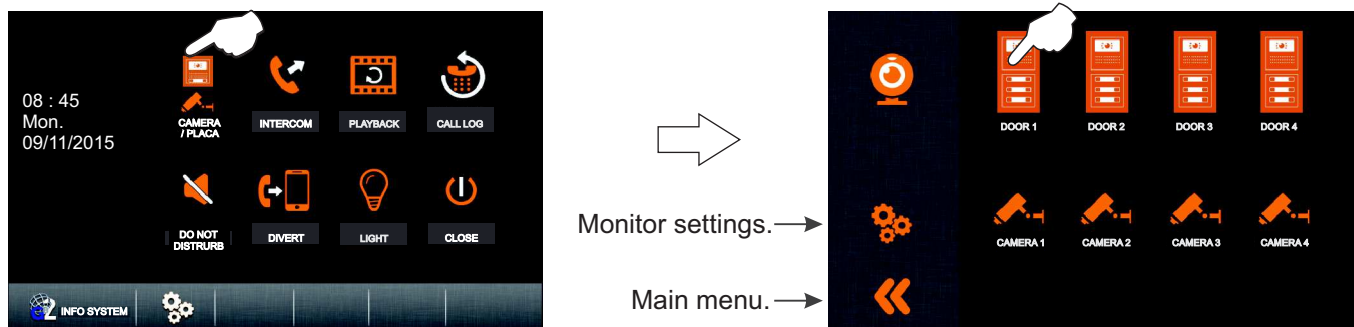 08 : 45
Mon.
09/11/2015
CAMERA
/ PLACA
INTERCOM
PLAYBACK
CALL LOG
DO NOT
DISTRURB
DIVERT
LIGHT
CLOSE
INFO SYSTEM
Monitor settings.
Main menu.
DOOR 1
DOOR 2
DOOR 3
DOOR 4
CAMERA 1
CAMERA 2
CAMERA 3
CAMERA 4